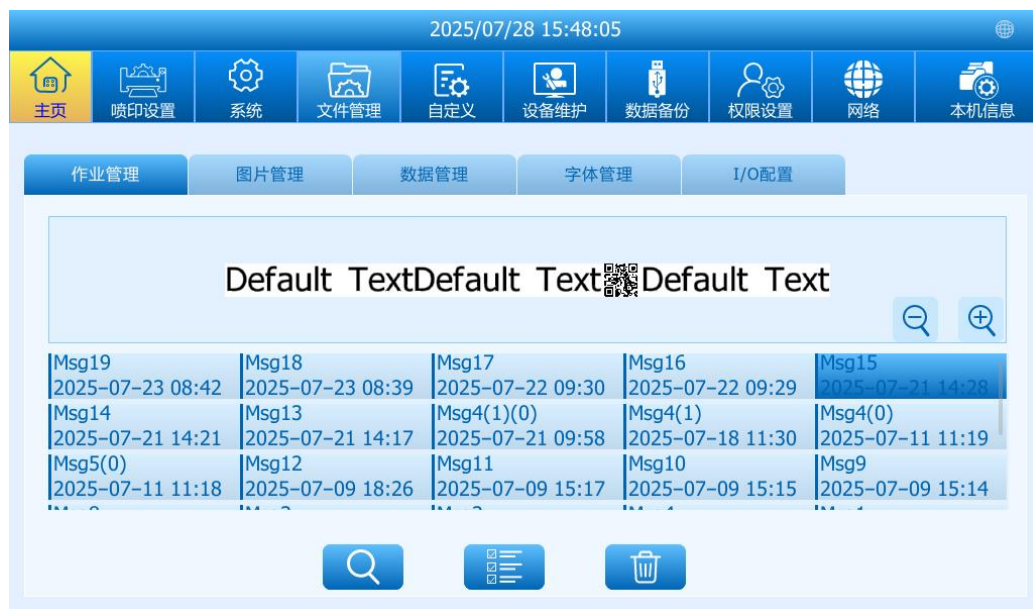 2025/07/28 15:48:05
主页 喷印设置 系统 文件管理 自定义 设备维护 数据备份 权限设置 网络 本机信息
作业管理 图片管理 数据管理 字体管理 I/O配置
Default TextDefault Text Default Text
Msg19 Msg18 Msg17 Msg16 Msg15
2025-07-23 08:42 2025-07-23 08:39 2025-07-22 09:30 2025-07-22 09:29 2025-07-21 14:28
Msg14 Msg13 Msg4(1)(0) Msg4(1) Msg4(0)
2025-07-21 14:21 2025-07-21 14:17 2025-07-21 09:58 2025-07-18 11:30 2025-07-11 11:19
Msg5(0) Msg12 Msg11 Msg10 Msg9
2025-07-11 11:18 2025-07-09 18:26 2025-07-09 15:17 2025-07-09 15:15 2025-07-09 15:14